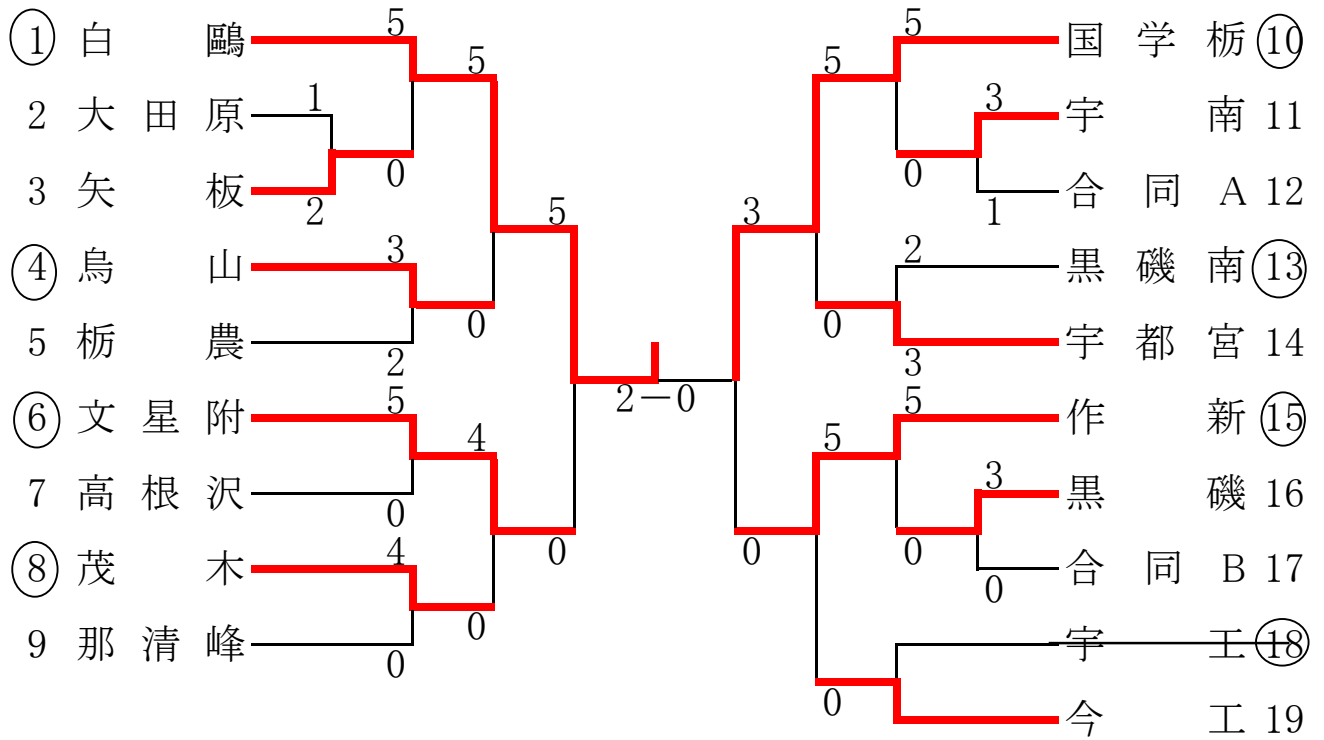 ① 白鷗
2 大田原
3 矢板
④ 烏山
5 栃農
⑥ 文星附
7 高根沢
⑧ 茂木
9 那清峰
5
1
2
0
5
3
2
0
5
5
0
4
4
0
0
0
2－0
3
5
5
3
1
0
2
3
0
0
5
5
3
0
0
0
国学栃 ⑩
宇南 11
合同A 12
黒磯南 ⑬
宇都宮 14
作新 ⑮
黒磯 16
合同B 17
宇工 ⑱
今工 19